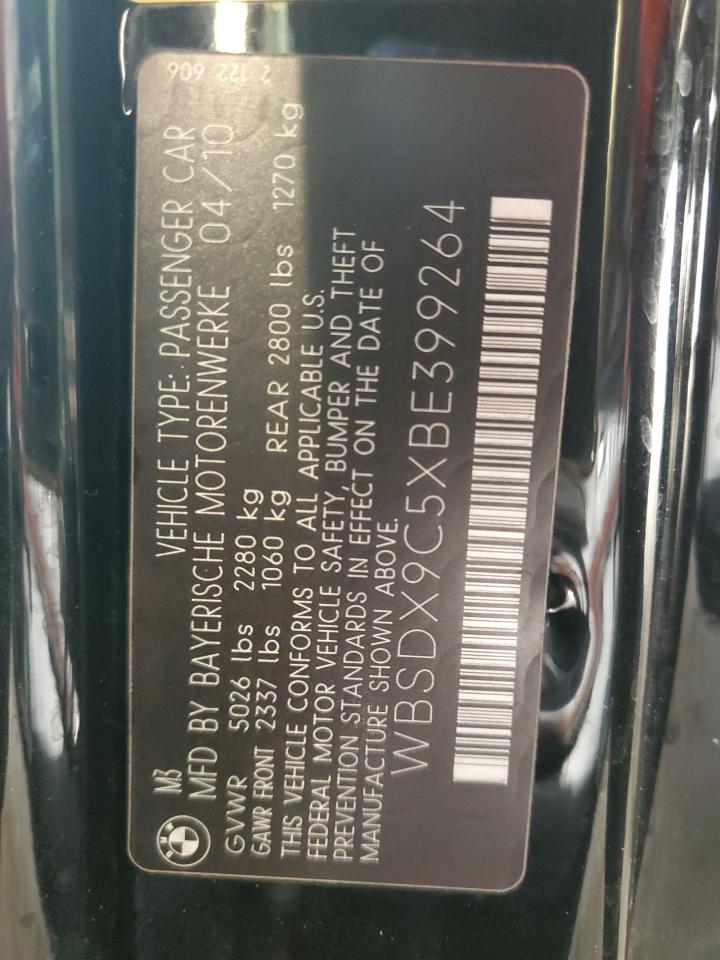 2 122 606
M3 VEHICLE TYPE: PASSENGER CAR
MFD BY BAYERISCHE MOTORENWERKE 04/10
GVWR 5026 lbs 2280 kg
GAWR FRONT 2337 lbs 1060 kg REAR 2800 lbs 1270 kg
THIS VEHICLE CONFORMS TO ALL APPLICABLE U.S.
FEDERAL MOTOR VEHICLE SAFETY, BUMPER AND THEFT
PREVENTION STANDARDS IN EFFECT ON THE DATE OF
MANUFACTURE SHOWN ABOVE.
WBSDX9C5XBE399264